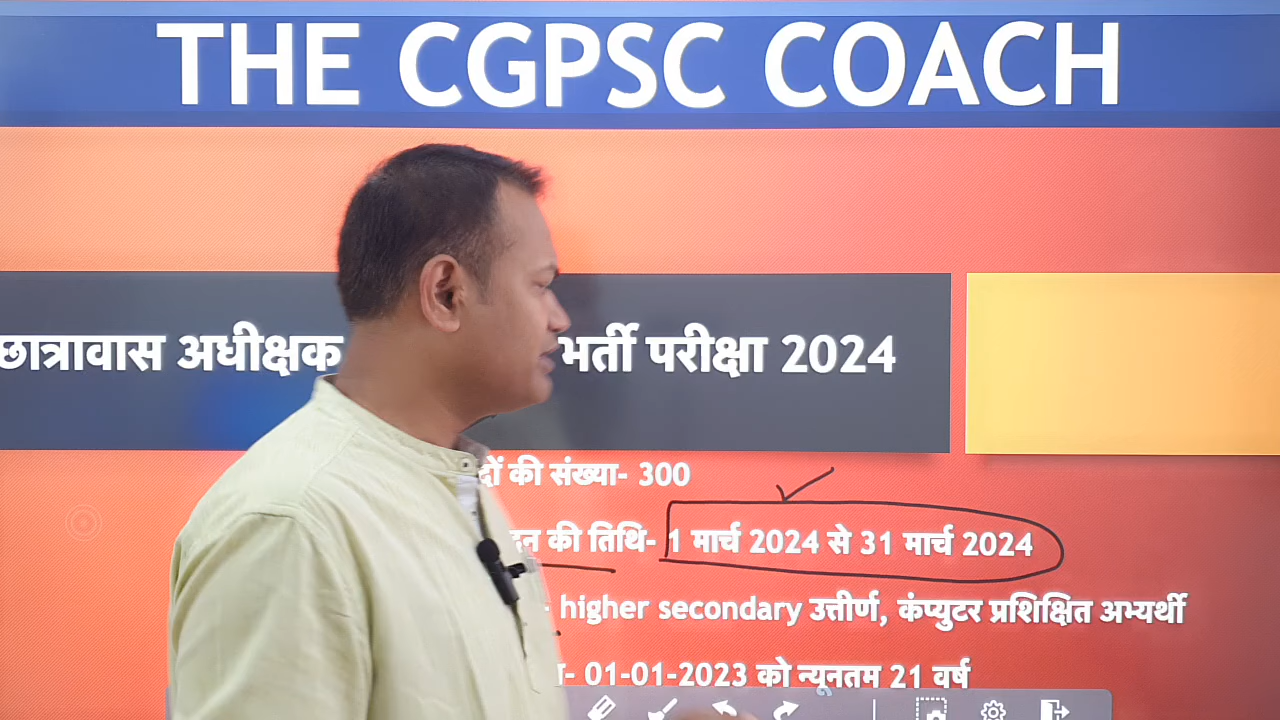 THE CGPSC COACH
छात्रावास अधीक्षक भर्ती परीक्षा 2024
की संख्या- 300
की तिथि- 1 मार्च 2024 से 31 मार्च 2024
- higher secondary उत्तीर्ण, कंप्युटर प्रशिक्षित अभ्यर्थी
- 01-01-2023 को न्यूनतम 21 वर्ष